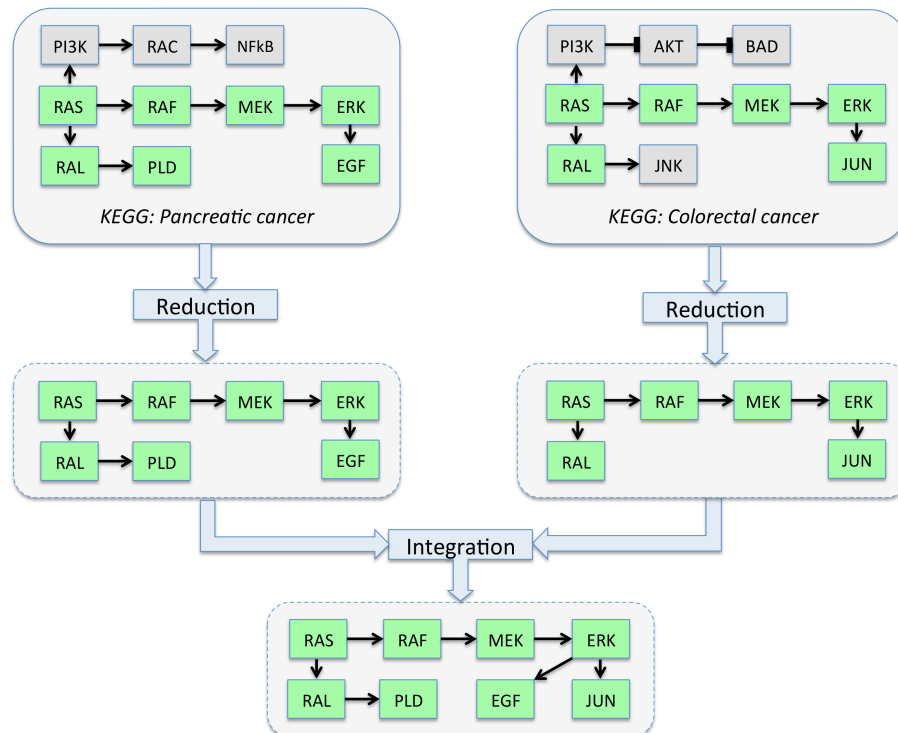 PI3K RAC NFkB
RAS RAF MEK ERK
RAL PLD EGF
KEGG: Pancreatic cancer
PI3K AKT BAD
RAS RAF MEK ERK
RAL JNK JUN
KEGG: Colorectal cancer
Reduction
Reduction
RAS RAF MEK ERK
RAL PLD EGF
RAS RAF MEK ERK
RAL JUN
Integration
RAS RAF MEK ERK
RAL PLD EGF JUN